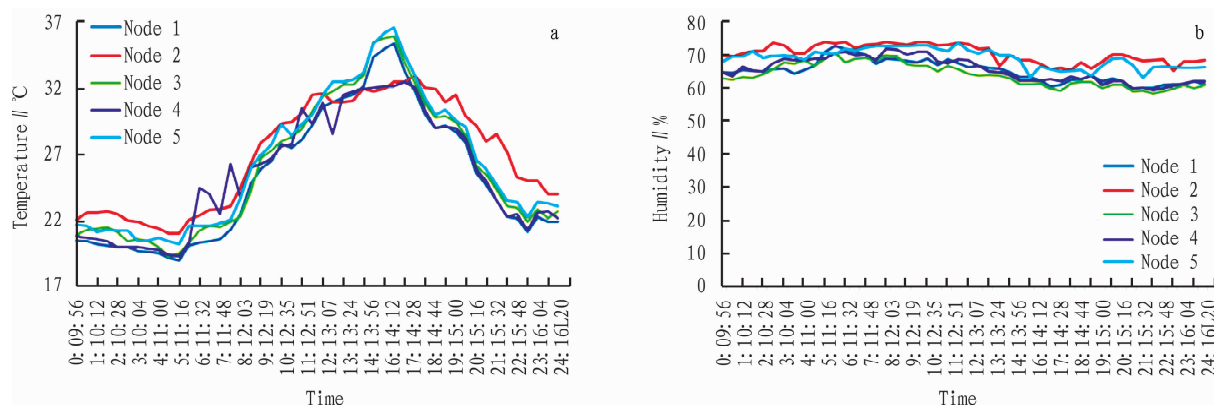 37
32
27
22
17
Temperature // ℃
Node 1
Node 2
Node 3
Node 4
Node 5
a
0: 09: 56
1: 10: 12
2: 10: 28
3: 10: 04
4: 11: 00
5: 11: 16
6: 11: 32
7: 11: 48
8: 12: 03
9: 12: 19
10: 12: 35
11: 12: 51
12: 13: 07
13: 13: 24
14: 13: 56
16: 14: 12
17: 14: 28
18: 14: 44
19: 15: 00
20: 15: 16
21: 15: 32
22: 15: 48
23: 16: 04
24: 16L20
Time
80
70
60
50
40
30
20
10
0
Humidity // %
b
Node 1
Node 2
Node 3
Node 4
Node 5
0: 09: 56
1: 10: 12
2: 10: 28
3: 10: 04
4: 11: 00
5: 11: 16
6: 11: 32
7: 11: 48
8: 12: 03
9: 12: 19
10: 12: 35
11: 12: 51
12: 13: 07
13: 13: 24
14: 13: 56
16: 14: 12
17: 14: 28
18: 14: 44
19: 15: 00
20: 15: 16
21: 15: 32
22: 15: 48
23: 16: 04
24: 16L20
Time